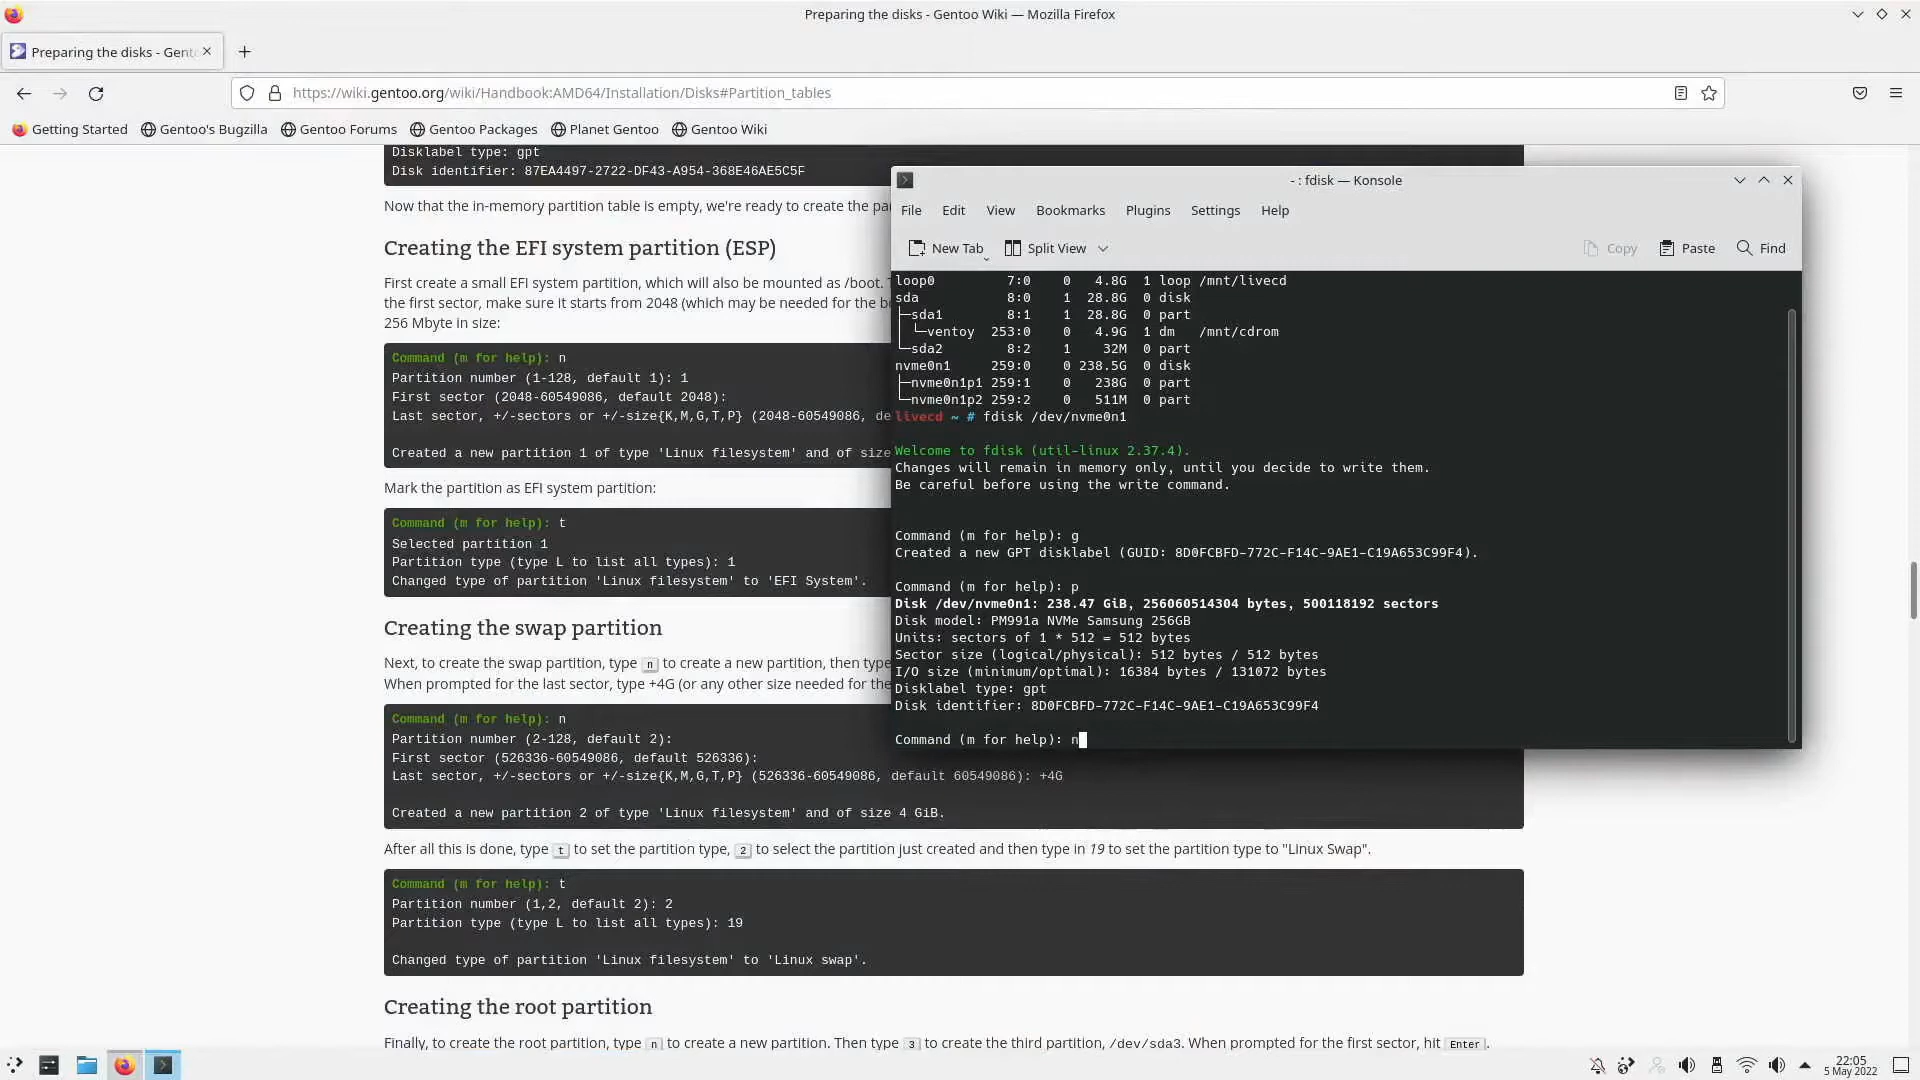 Preparing the disks - Gentoo Wiki — Mozilla Firefox
Preparing the disks - Gent
https://wiki.gentoo.org/wiki/Handbook:AMD64/Installation/Disks#Partition_tables
Getting Started Gentoo's Bugzilla Gentoo Forums Gentoo Packages Planet Gentoo Gentoo Wiki
Disklabel type: gpt
Disk identifier: 87EA4497-2722-DF43-A954-368E46AE5C5F
Now that the in-memory partition table is empty, we're ready to create the pa
Creating the EFI system partition (ESP)
First create a small EFI system partition, which will also be mounted as /boot. T
the first sector, make sure it starts from 2048 (which may be needed for the b
256 Mbyte in size:
Command (m for help): n
Partition number (1-128, default 1): 1
First sector (2048-60549086, default 2048):
Last sector, +/-sectors or +/-size{K,M,G,T,P} (2048-60549086, de
Created a new partition 1 of type 'Linux filesystem' and of size
Mark the partition as EFI system partition:
Command (m for help): t
Selected partition 1
Partition type (type L to list all types): 1
Changed type of partition 'Linux filesystem' to 'EFI System'.
Creating the swap partition
Next, to create the swap partition, type n to create a new partition, then type
When prompted for the last sector, type +4G (or any other size needed for the
Command (m for help): n
Partition number (2-128, default 2):
First sector (526336-60549086, default 526336):
Last sector, +/-sectors or +/-size{K,M,G,T,P} (526336-60549086, default 60549086): +4G
Created a new partition 2 of type 'Linux filesystem' and of size 4 GiB.
After all this is done, type t to set the partition type, 2 to select the partition just created and then type in 19 to set the partition type to "Linux Swap".
Command (m for help): t
Partition number (1,2, default 2): 2
Partition type (type L to list all types): 19
Changed type of partition 'Linux filesystem' to 'Linux swap'.
Creating the root partition
Finally, to create the root partition, type n to create a new partition. Then type 3 to create the third partition, /dev/sda3. When prompted for the first sector, hit Enter.
- : fdisk — Konsole
File Edit View Bookmarks Plugins Settings Help
New Tab Split View Copy Paste Find
loop0 7:0 0 4.8G 1 loop /mnt/livecd
sda 8:0 1 28.8G 0 disk
├─sda1 8:1 1 28.8G 0 part
│ └─ventoy 253:0 0 4.9G 1 dm /mnt/cdrom
└─sda2 8:2 1 32M 0 part
nvme0n1 259:0 0 238.5G 0 disk
├─nvme0n1p1 259:1 0 238G 0 part
└─nvme0n1p2 259:2 0 511M 0 part
livecd ~ # fdisk /dev/nvme0n1
Welcome to fdisk (util-linux 2.37.4).
Changes will remain in memory only, until you decide to write them.
Be careful before using the write command.
Command (m for help): g
Created a new GPT disklabel (GUID: 8D0FCBFD-772C-F14C-9AE1-C19A653C99F4).
Command (m for help): p
Disk /dev/nvme0n1: 238.47 GiB, 256060514304 bytes, 500118192 sectors
Disk model: PM991a NVMe Samsung 256GB
Units: sectors of 1 * 512 = 512 bytes
Sector size (logical/physical): 512 bytes / 512 bytes
I/O size (minimum/optimal): 16384 bytes / 131072 bytes
Disklabel type: gpt
Disk identifier: 8D0FCBFD-772C-F14C-9AE1-C19A653C99F4
Command (m for help): n
22:05
5 May 2022